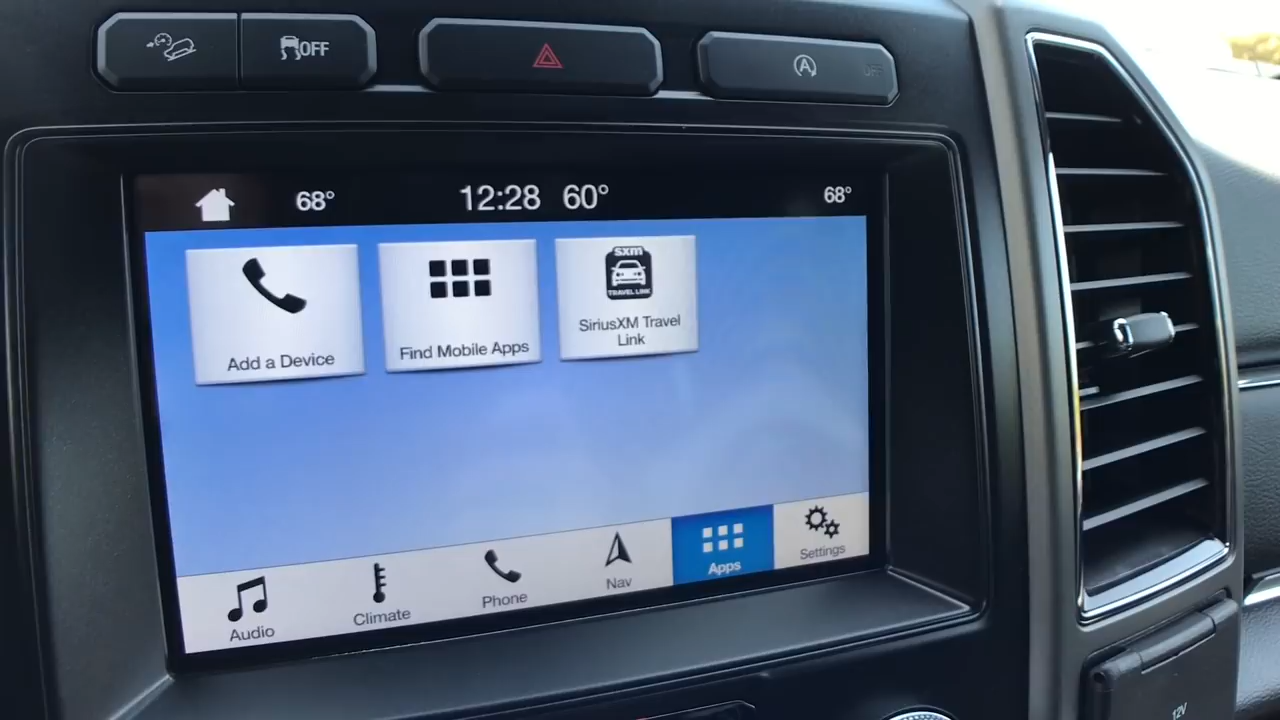 OFF
A OFF
68° 12:28 60° 68°
Add a Device
Find Mobile Apps
sxm
TRAVEL LINK
SiriusXM Travel
Link
Audio
Climate
Phone
Nav
Apps
Settings
12V